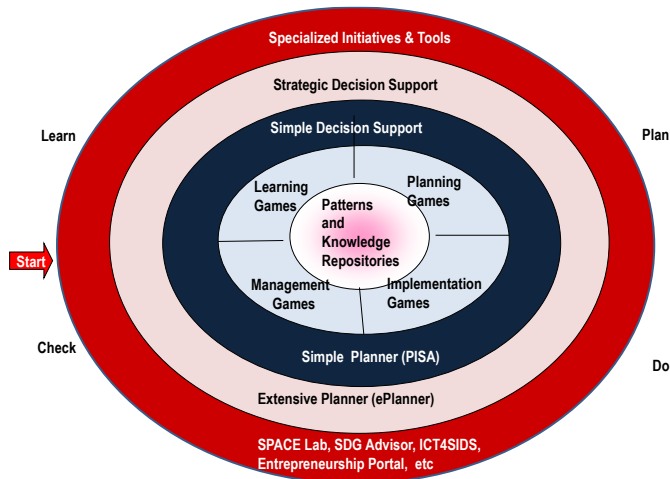 Specialized Initiatives & Tools
Strategic Decision Support
Simple Decision Support
Learn
Plan
Learning
Games
Planning
Games
Patterns
and
Knowledge
Repositories
Start
Management
Games
Implementation
Games
Check
Simple Planner (PISA)
Do
Extensive Planner (ePlanner)
SPACE Lab, SDG Advisor, ICT4SIDS,
Entrepreneurship Portal, etc